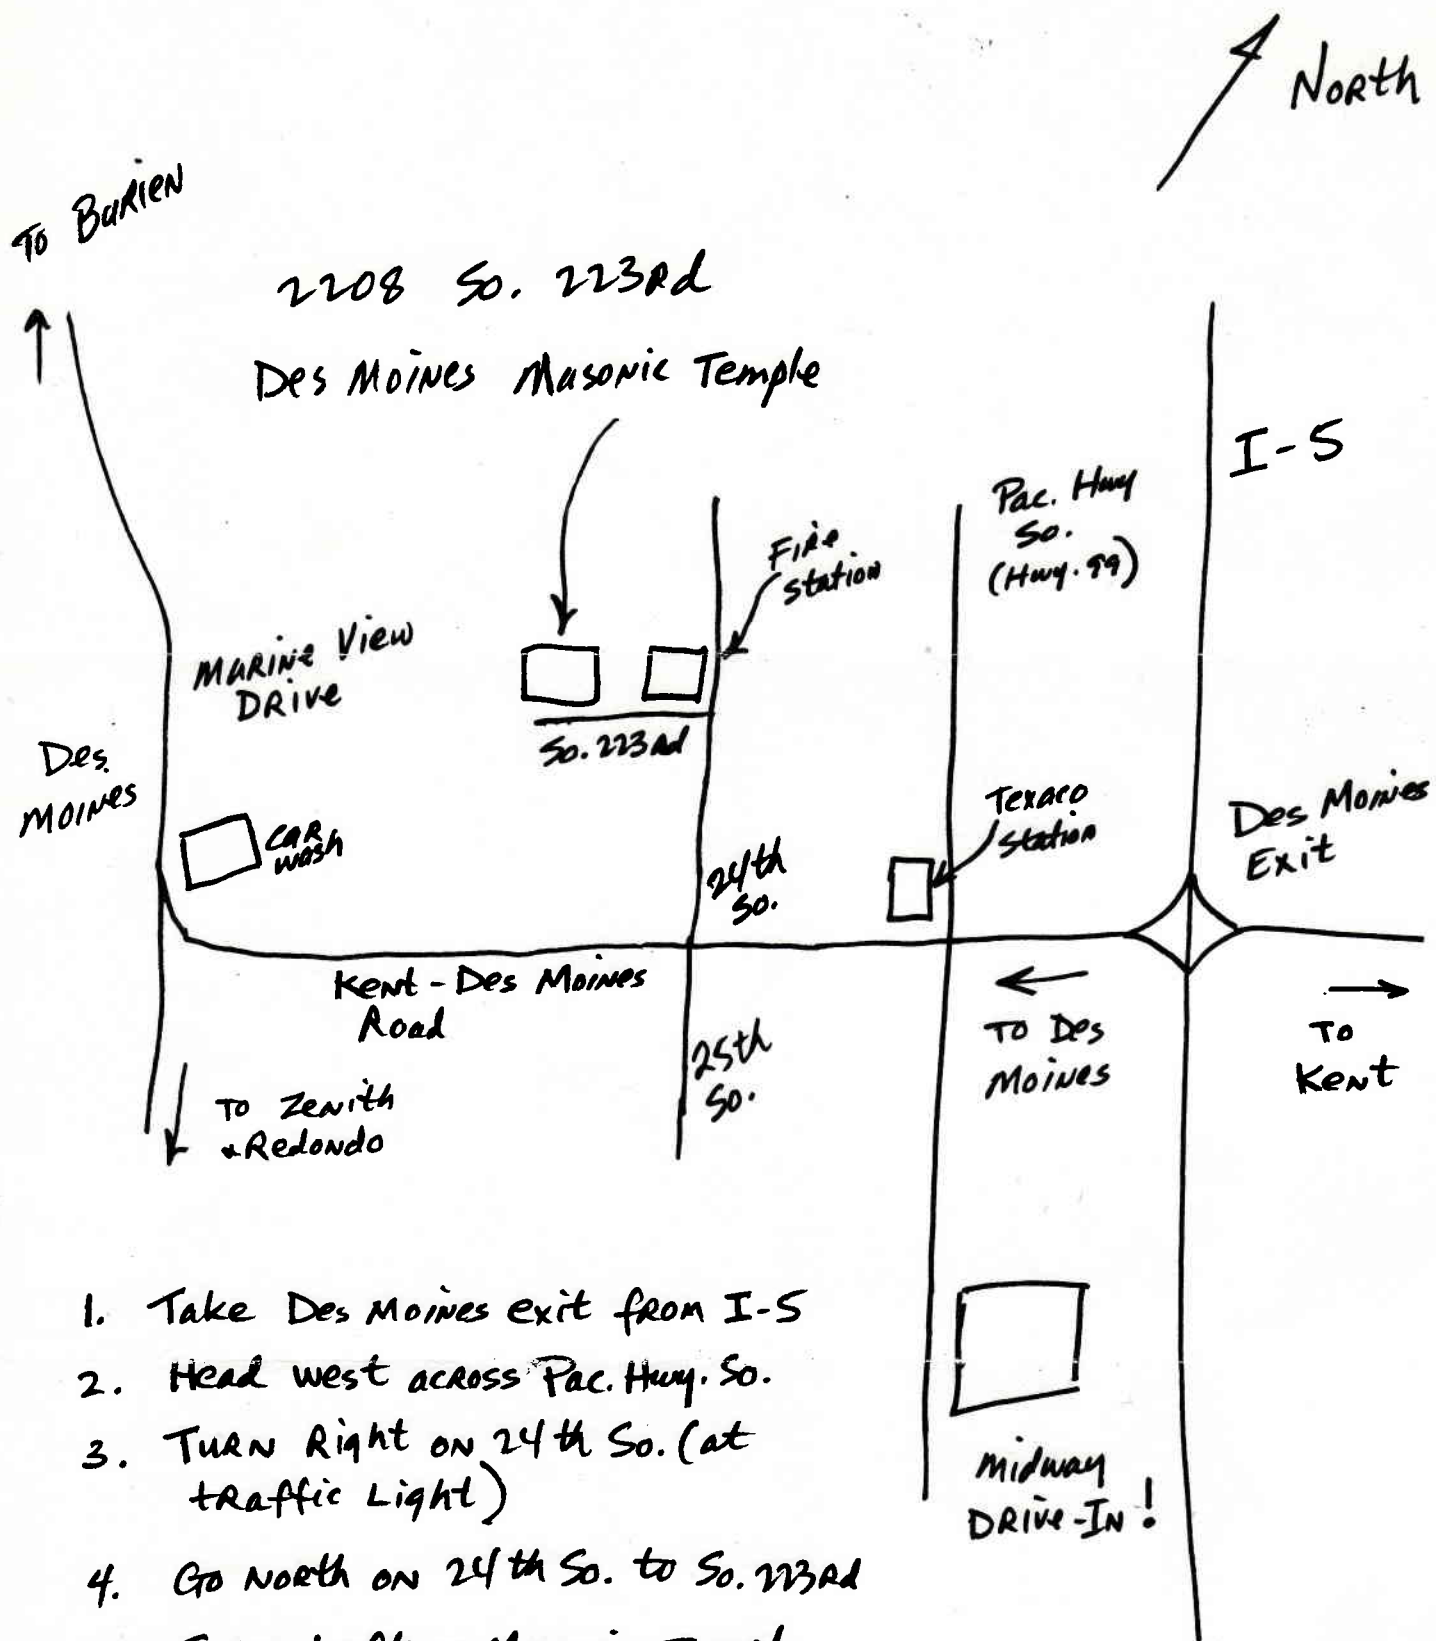 North
To Burien
2208 So. 223rd
Des Moines Masonic Temple
I-5
Pac. Hwy
So.
(Hwy. 99)
Fire
Station
Marine View
Drive
So. 223rd
Des
Moines
Car
Wash
Texaco
Station
Des Moines
Exit
24th
So.
Kent-Des Moines
Road
25th
So.
To Des
Moines
To
Kent
To Zenith
& Redondo
1. Take Des Moines exit from I-5
2. Head west across Pac. Hwy. So.
3. Turn Right on 24th So. (at
traffic Light)
4. Go North on 24th So. to So. 223rd
Midway
Drive-In!